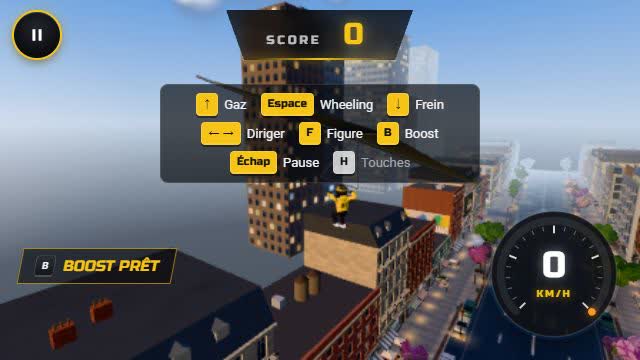 SCORE 0
↑ Gaz Espace Wheeling ↓ Frein
←→ Diriger F Figure B Boost
Échap Pause H Touches
B BOOST PRÊT
0
KM/H